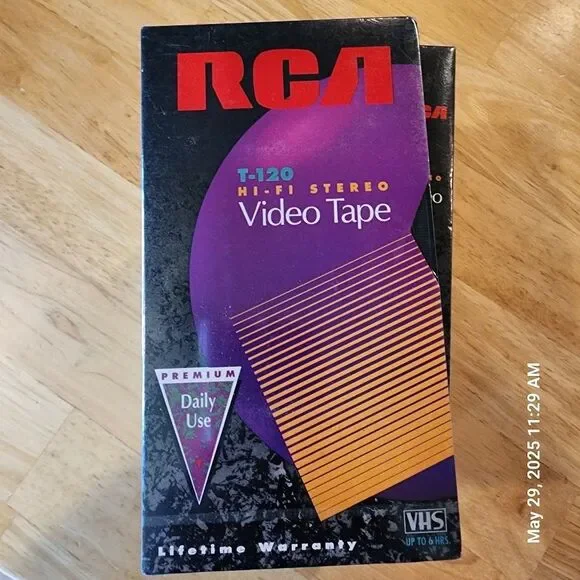 RCA
T-120
HI-FI STEREO
Video Tape
PREMIUM
Daily
Use
Lifetime Warranty
VHS
UP TO 6 HRS.
May 29, 2025 11:29 AM